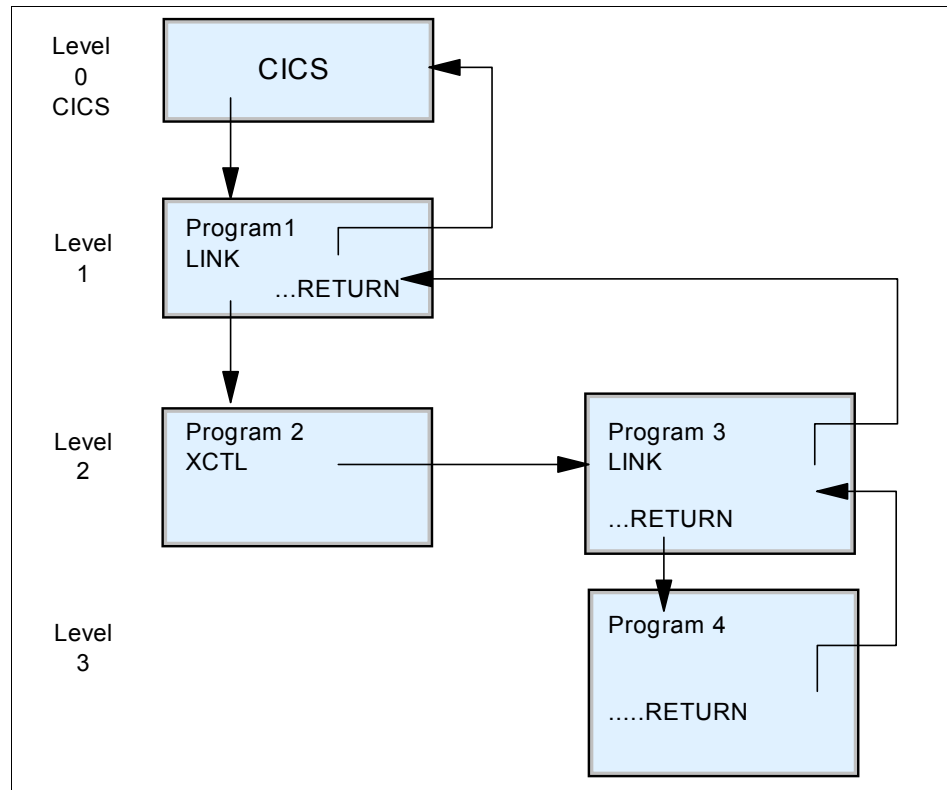 Level
0
CICS
CICS
Level
1
Program1
LINK
...RETURN
Level
2
Program 2
XCTL
Program 3
LINK
...RETURN
Level
3
Program 4
.....RETURN